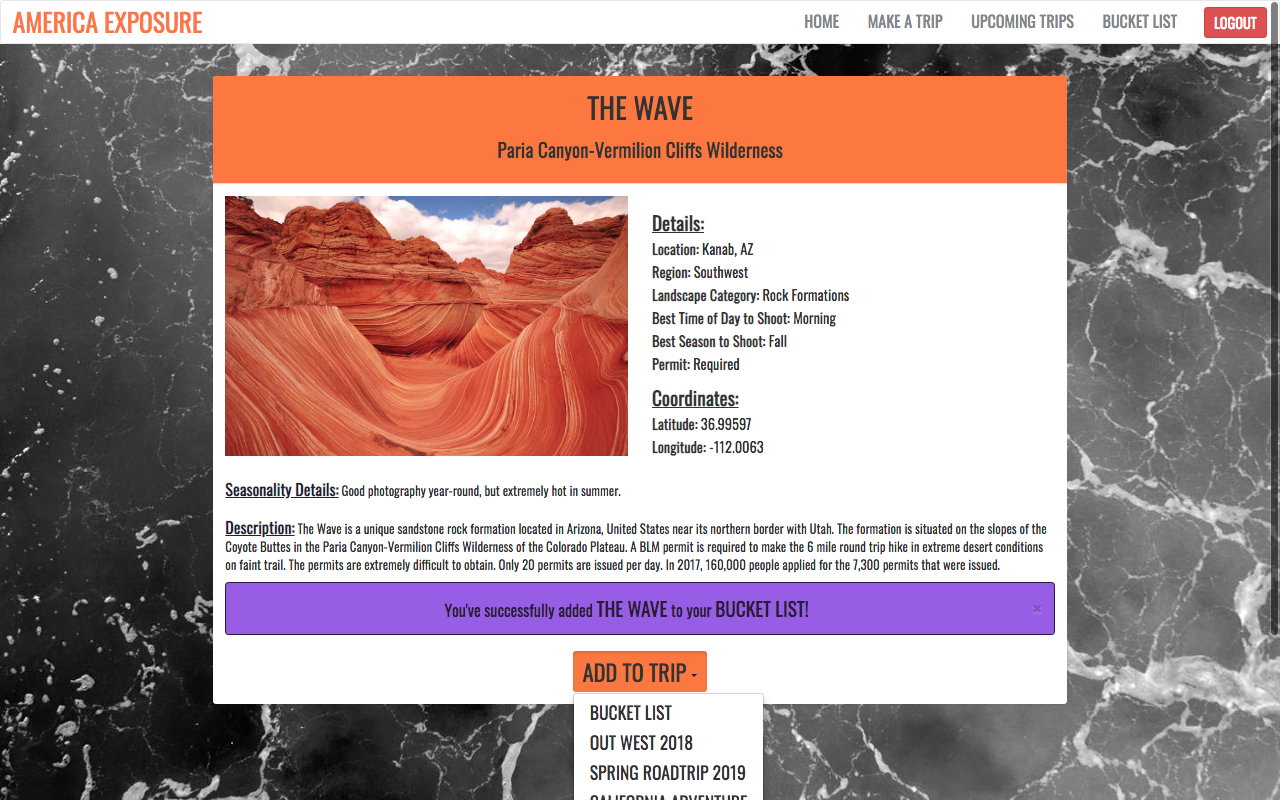 AMERICA EXPOSURE
HOME MAKE A TRIP UPCOMING TRIPS BUCKET LIST LOGOUT
THE WAVE
Paria Canyon-Vermilion Cliffs Wilderness
Details:
Location: Kanab, AZ
Region: Southwest
Landscape Category: Rock Formations
Best Time of Day to Shoot: Morning
Best Season to Shoot: Fall
Permit: Required
Coordinates:
Latitude: 36.99597
Longitude: -112.0063
Seasonality Details: Good photography year-round, but extremely hot in summer.
Description: The Wave is a unique sandstone rock formation located in Arizona, United States near its northern border with Utah. The formation is situated on the slopes of the
Coyote Buttes in the Paria Canyon-Vermilion Cliffs Wilderness of the Colorado Plateau. A BLM permit is required to make the 6 mile round trip hike in extreme desert conditions
on faint trail. The permits are extremely difficult to obtain. Only 20 permits are issued per day. In 2017, 160,000 people applied for the 7,300 permits that were issued.
You've successfully added THE WAVE to your BUCKET LIST! ×
ADD TO TRIP
BUCKET LIST
OUT WEST 2018
SPRING ROADTRIP 2019
CALIFORNIA ADVENTURE